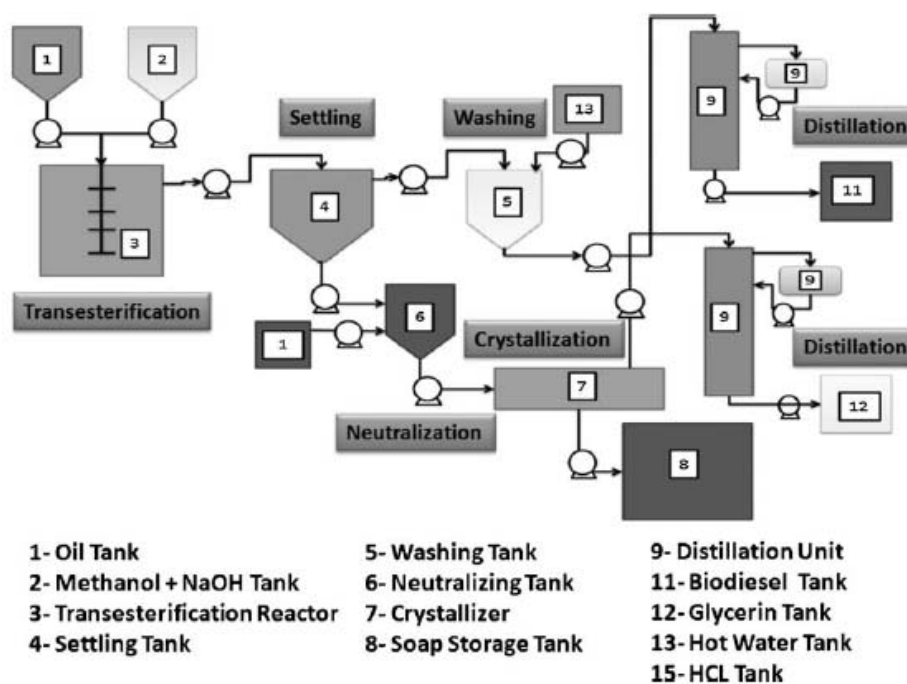 1
2
13
Settling
Washing
9
9
Distillation
11
4
5
3
Transesterification
9
9
6
Crystallization
1
Distillation
7
12
Neutralization
8
1- Oil Tank
2- Methanol + NaOH Tank
3- Transesterification Reactor
4- Settling Tank
5- Washing Tank
6- Neutralizing Tank
7- Crystallizer
8- Soap Storage Tank
9- Distillation Unit
11- Biodiesel Tank
12- Glycerin Tank
13- Hot Water Tank
15- HCL Tank